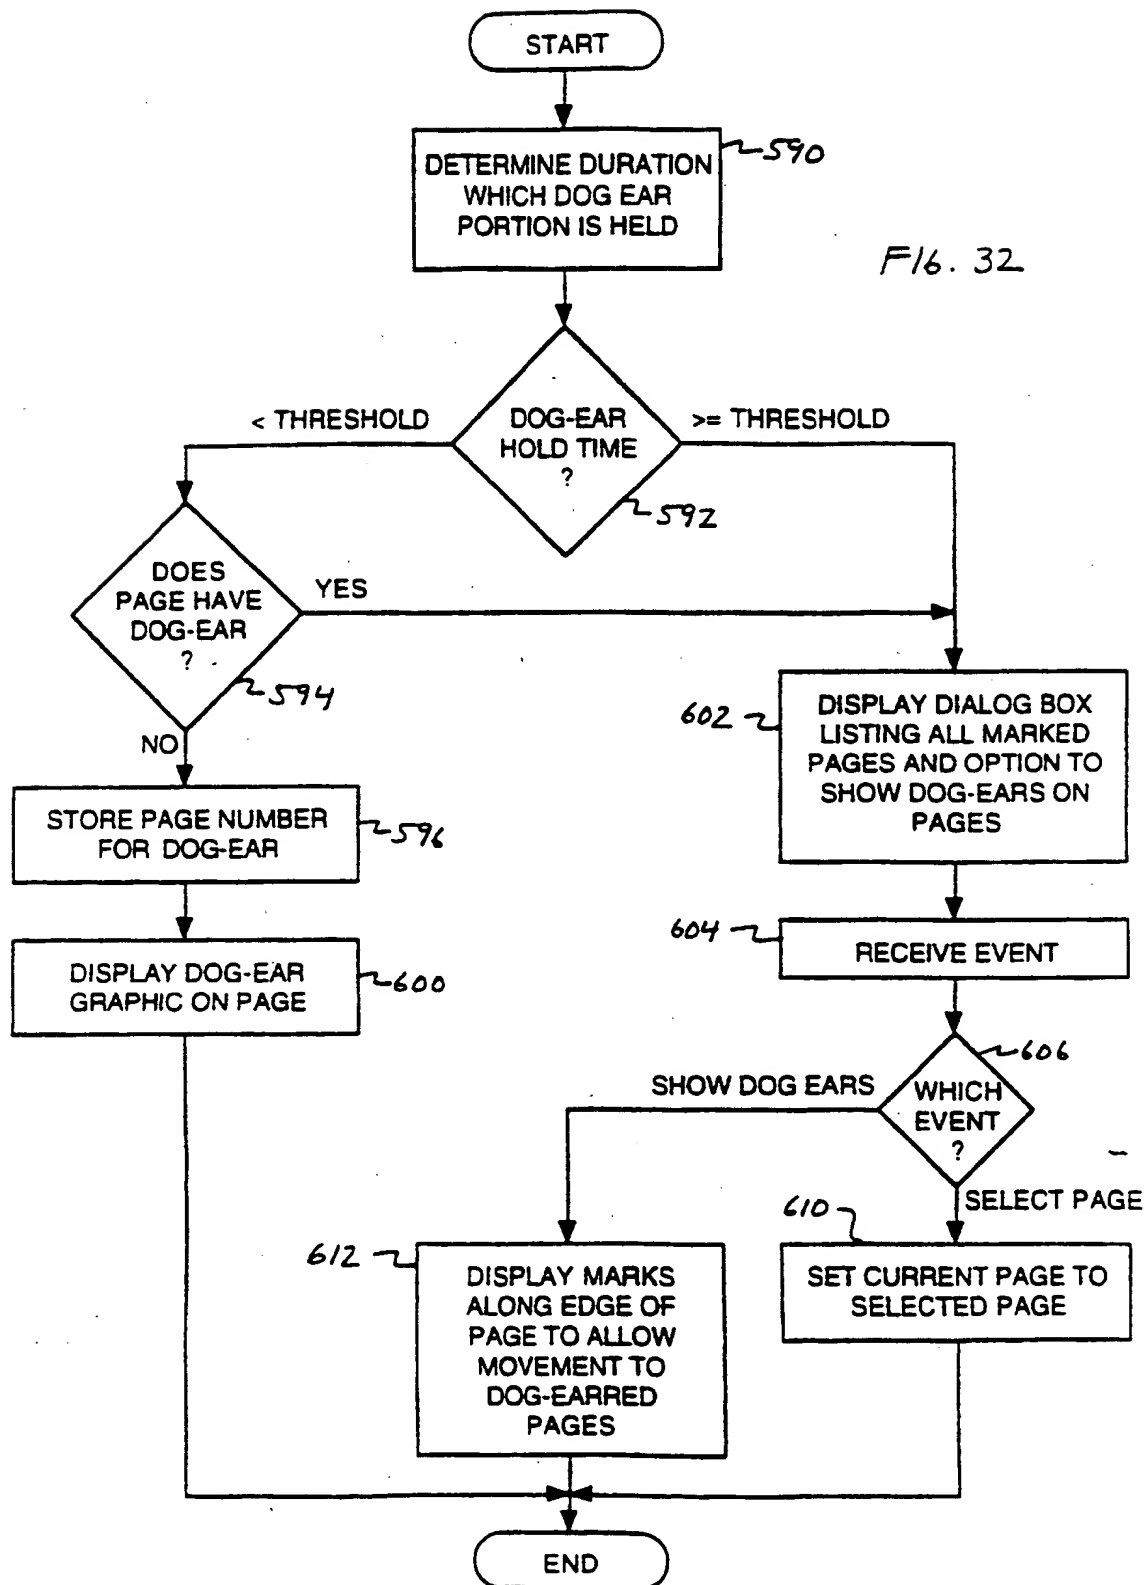 START
DETERMINE DURATION
WHICH DOG EAR
PORTION IS HELD
590
FIG. 32
< THRESHOLD
DOG-EAR
HOLD TIME
?
>= THRESHOLD
592
DOES
PAGE HAVE
DOG-EAR
?
YES
594
NO
STORE PAGE NUMBER
FOR DOG-EAR
596
DISPLAY DOG-EAR
GRAPHIC ON PAGE
600
602
DISPLAY DIALOG BOX
LISTING ALL MARKED
PAGES AND OPTION TO
SHOW DOG-EARS ON
PAGES
604
RECEIVE EVENT
606
SHOW DOG EARS
WHICH
EVENT
?
SELECT PAGE
610
SET CURRENT PAGE TO
SELECTED PAGE
612
DISPLAY MARKS
ALONG EDGE OF
PAGE TO ALLOW
MOVEMENT TO
DOG-EARRED
PAGES
END